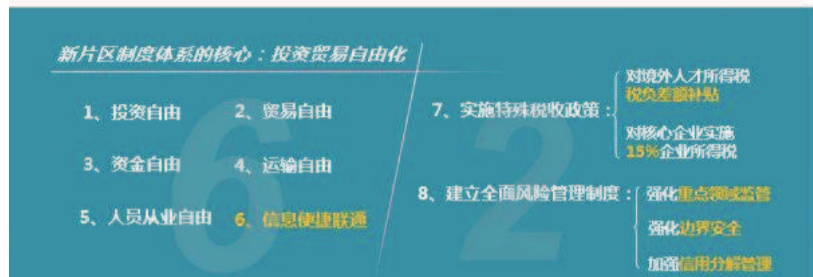 新片区制度体系的核心：投资贸易自由化
1、投资自由
2、贸易自由
3、资金自由
4、运输自由
5、人员从业自由
6、信息便捷联通
7、实施特殊税收政策：
对境外人才所得税
税负差额补贴
对核心企业实施
15%企业所得税
8、建立全面风险管理制度：
强化重点领域监管
强化边界安全
加强信用分解管理
6
2